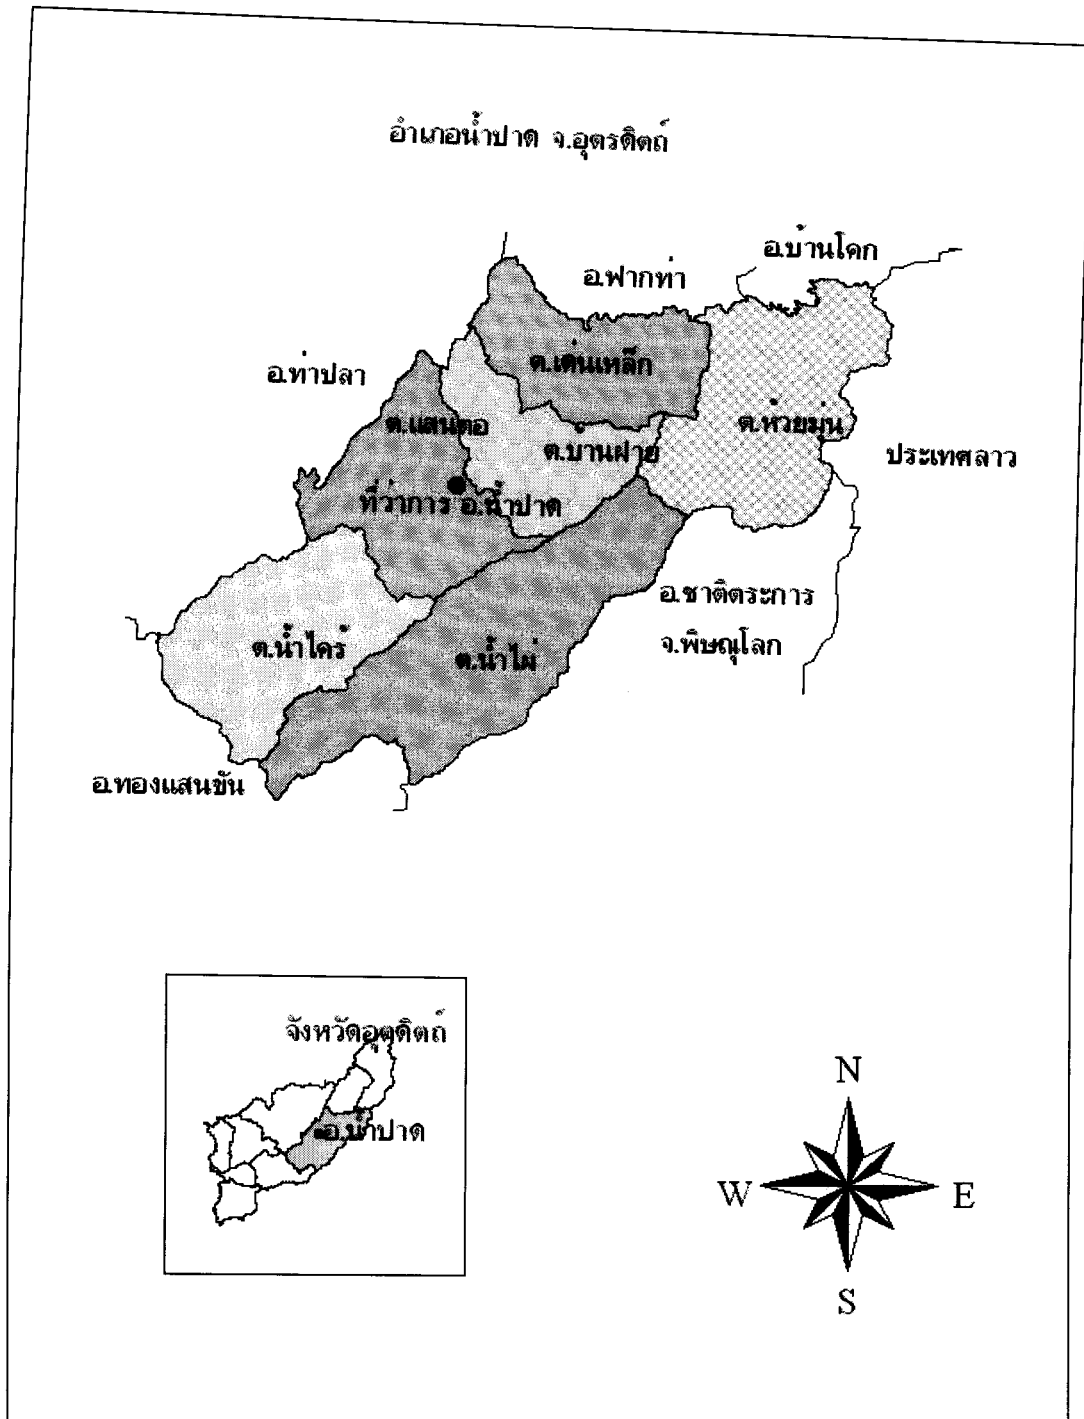 อำเภอน้ำปาด จ.อุตรดิตถ์
อ.บ้านโคก
อ.ฟากท่า
ต.เด่นเหล็ก
อ.ท่าปลา
ต.แสนตอ
ต.ห้วยมุ่น
ต.บ้านฝาย
ประเทศลาว
ที่ว่าการ อ.น้ำปาด
อ.ชาติตระการ
จ.พิษณุโลก
ต.น้ำไคร้
ต.น้ำไผ่
อ.ทองแสนขัน
จังหวัดอุตดิตถ์
อ.น้ำปาด
N
W
E
S